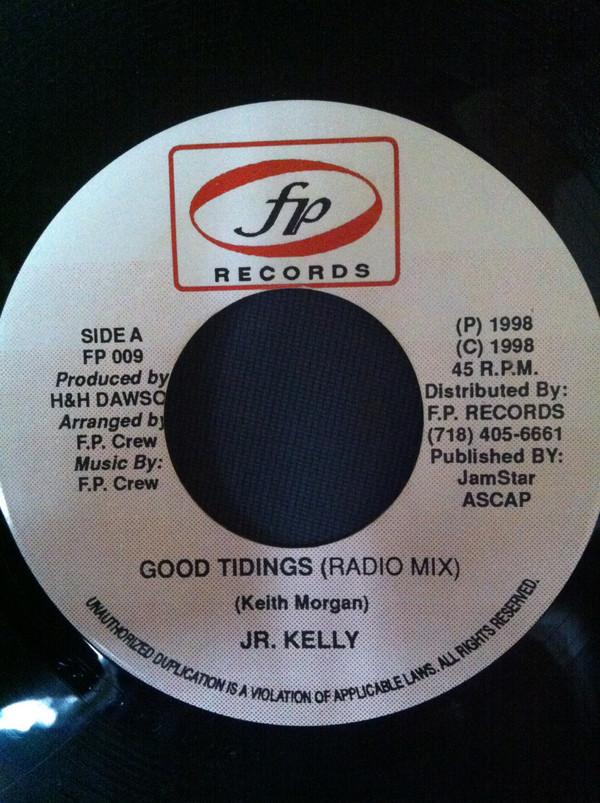 fp
RECORDS
SIDE A
FP 009
Produced by
H&H DAWSO
Arranged by
F.P. Crew
Music By:
F.P. Crew
(P) 1998
(C) 1998
45 R.P.M.
Distributed By:
F.P. RECORDS
(718) 405-6661
Published BY:
JamStar
ASCAP
GOOD TIDINGS (RADIO MIX)
(Keith Morgan)
JR. KELLY
UNAUTHORIZED DUPLICATION IS A VIOLATION OF APPLICABLE LAWS. ALL RIGHTS RESERVED.